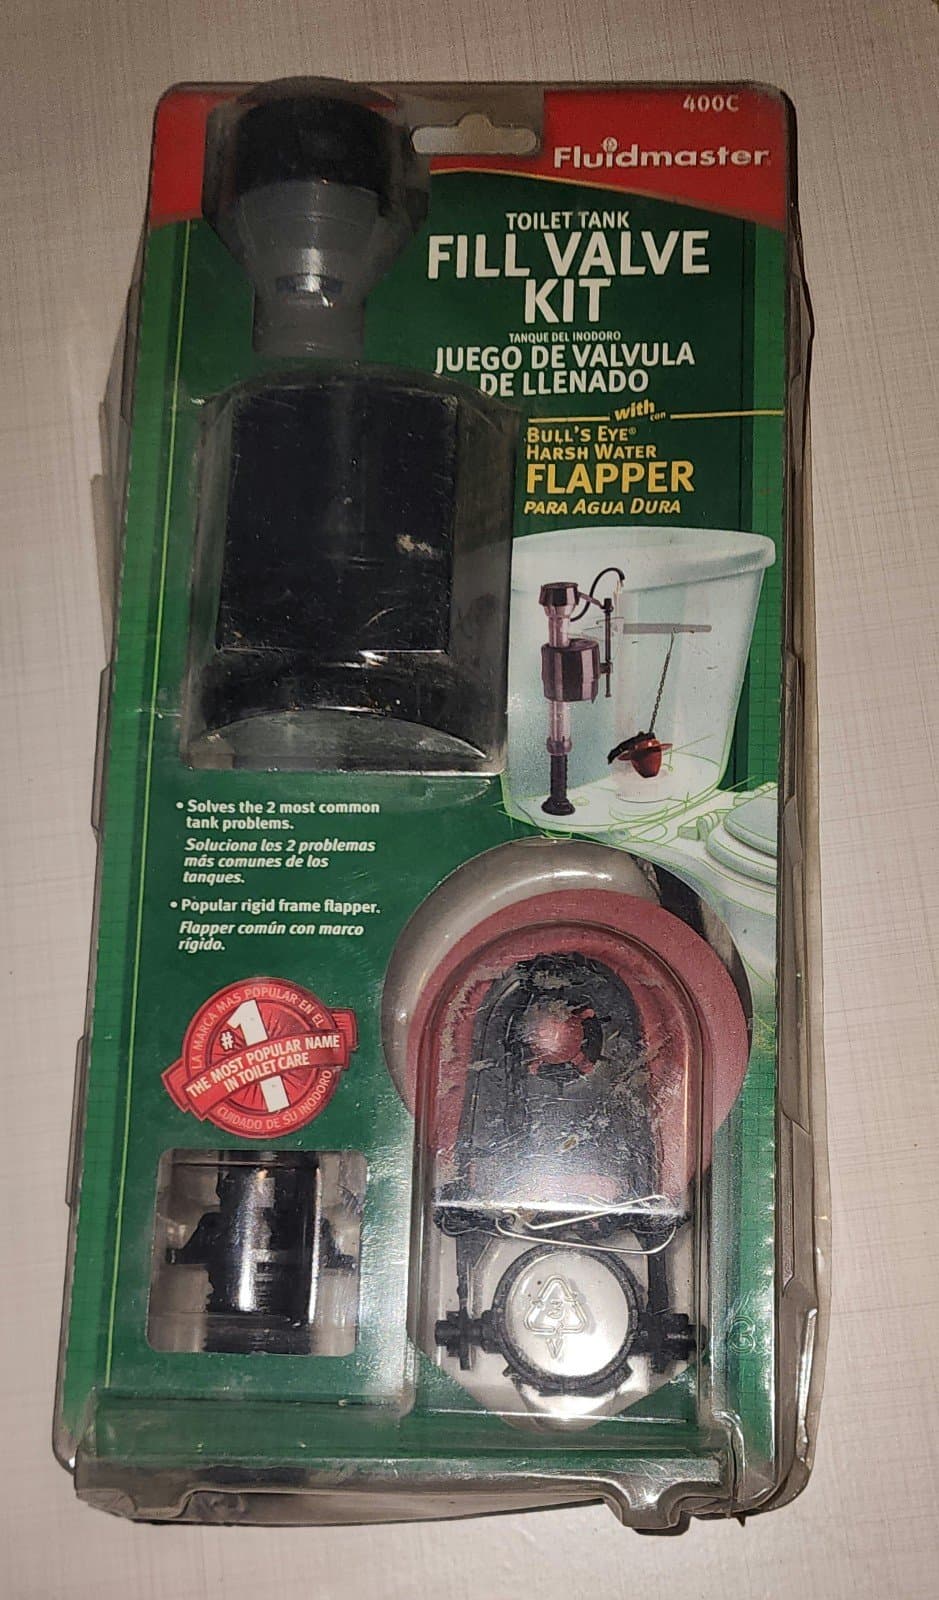 400C
Fluidmaster
TOILET TANK
FILL VALVE
KIT
TANQUE DEL INODORO
JUEGO DE VALVULA
DE LLENADO
with
con
BULL'S EYE®
HARSH WATER
FLAPPER
PARA AGUA DURA
• Solves the 2 most common
tank problems.
Soluciona los 2 problemas
más comunes de los
tanques.
• Popular rigid frame flapper.
Flapper común con marco
rígido.
LA MARCA MAS POPULAR EN EL
#1
THE MOST POPULAR NAME
IN TOILET CARE
CUIDADO DE SU INODORO
3
V